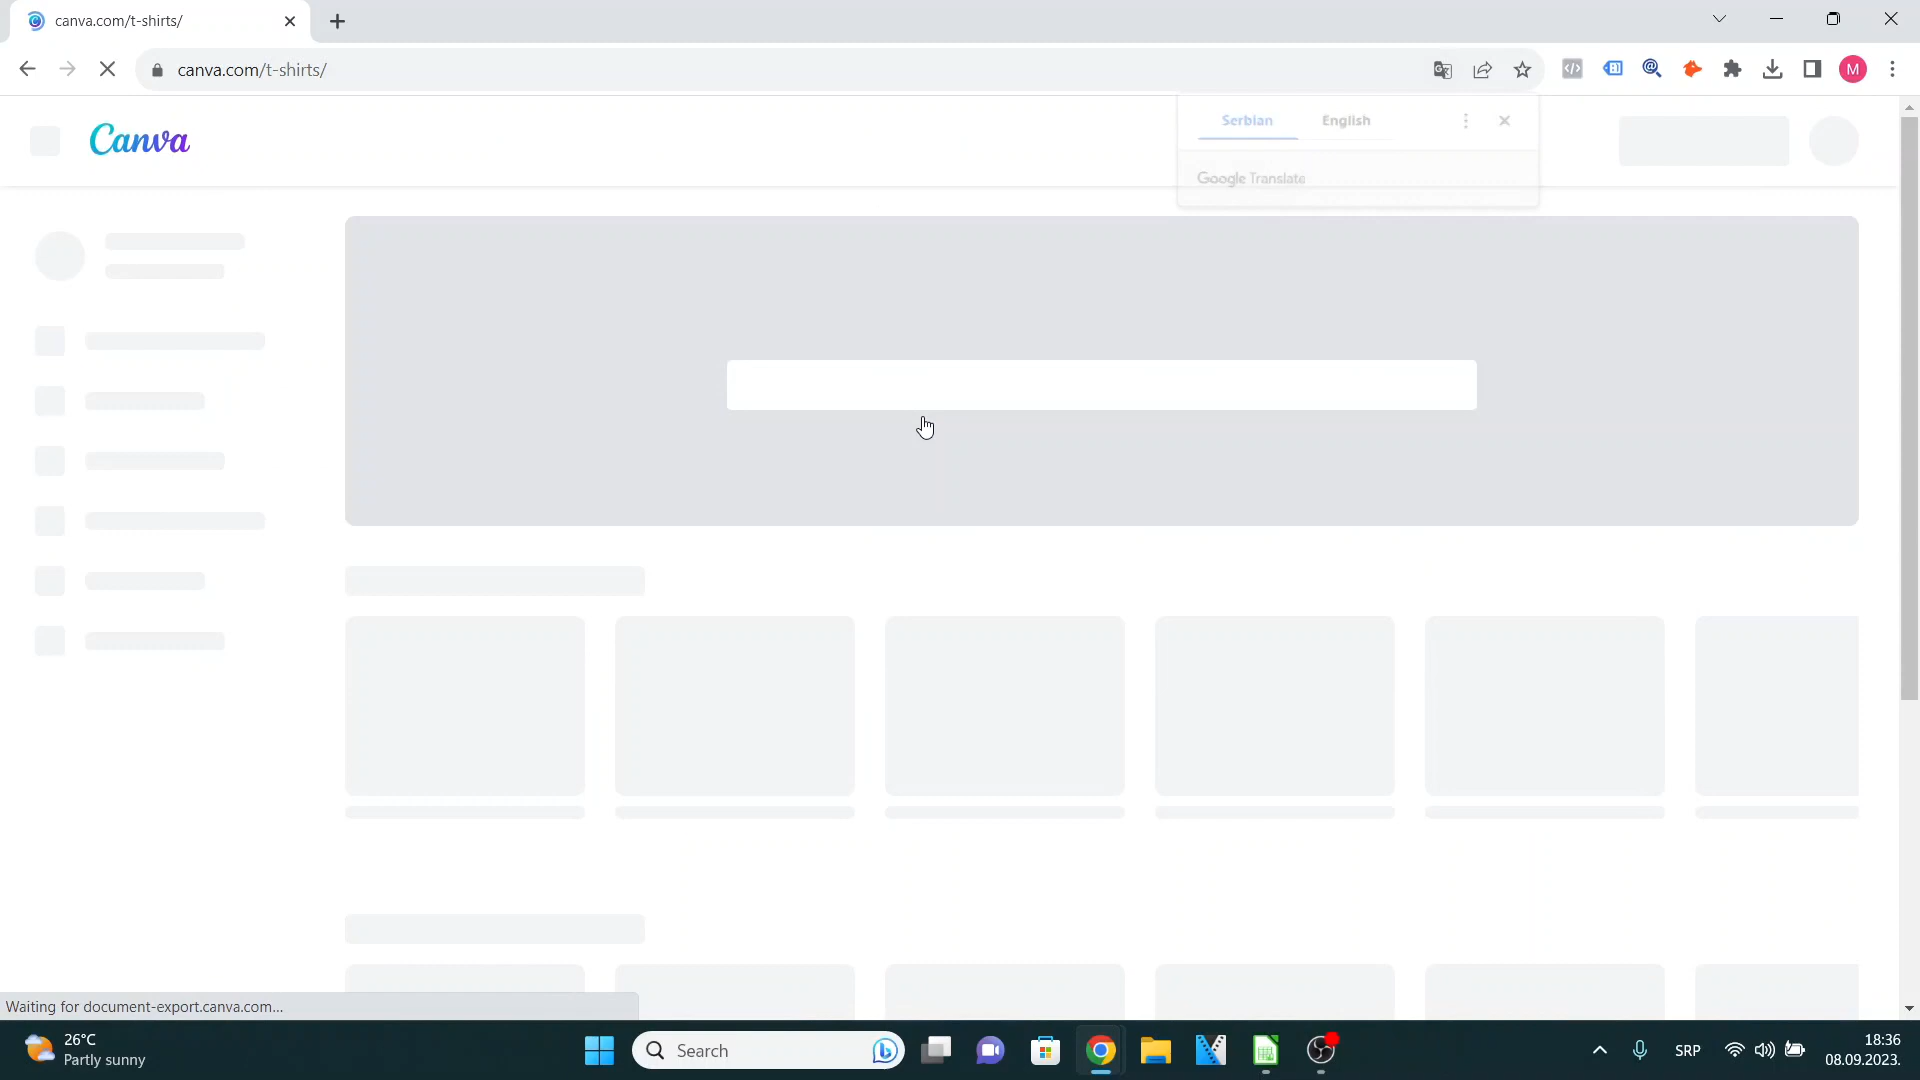 canva.com/t-shirts/
canva.com/t-shirts/
M
Canva
Serbian English
Google Translate
Waiting for document-export.canva.com...
26°C
Partly sunny
Search
SRP
18:36
08.09.2023.